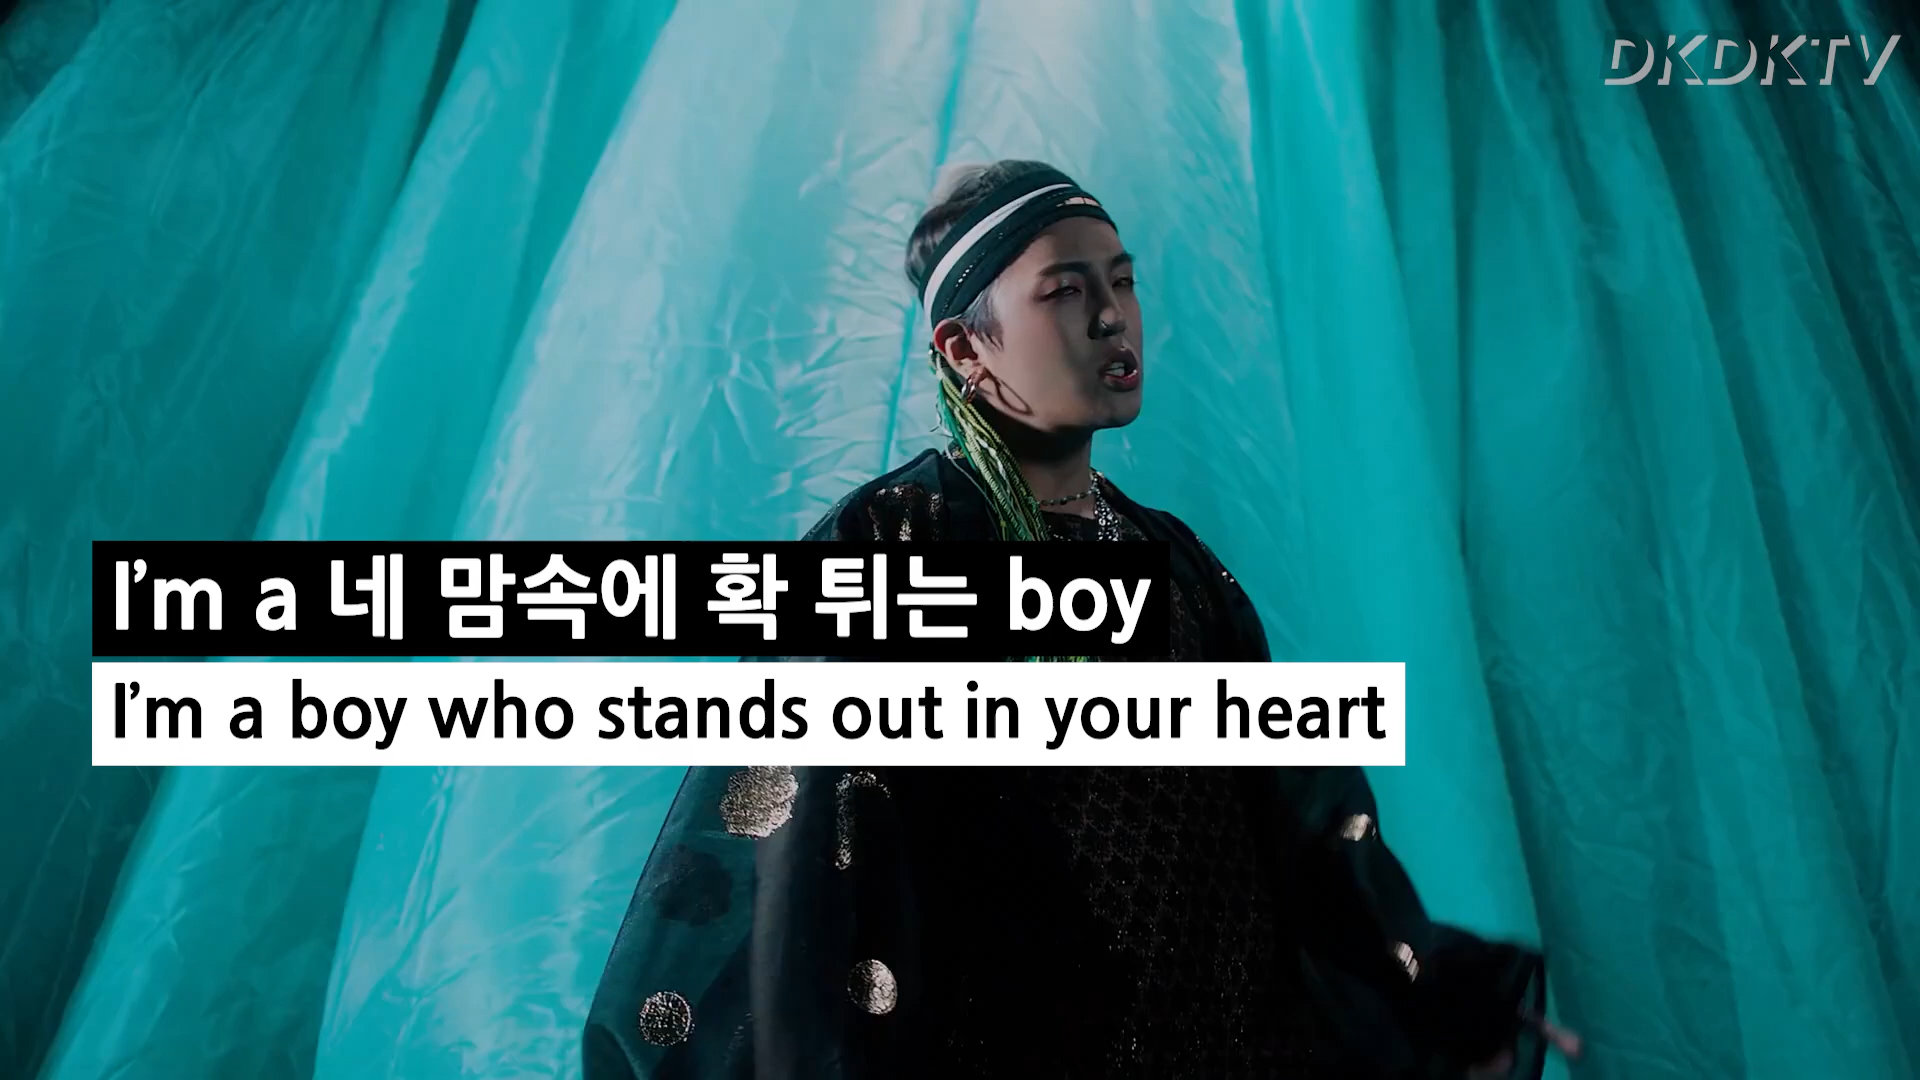 DKDKTV
I'm a 네 맘속에 확 튀는 boy
I'm a boy who stands out in your heart